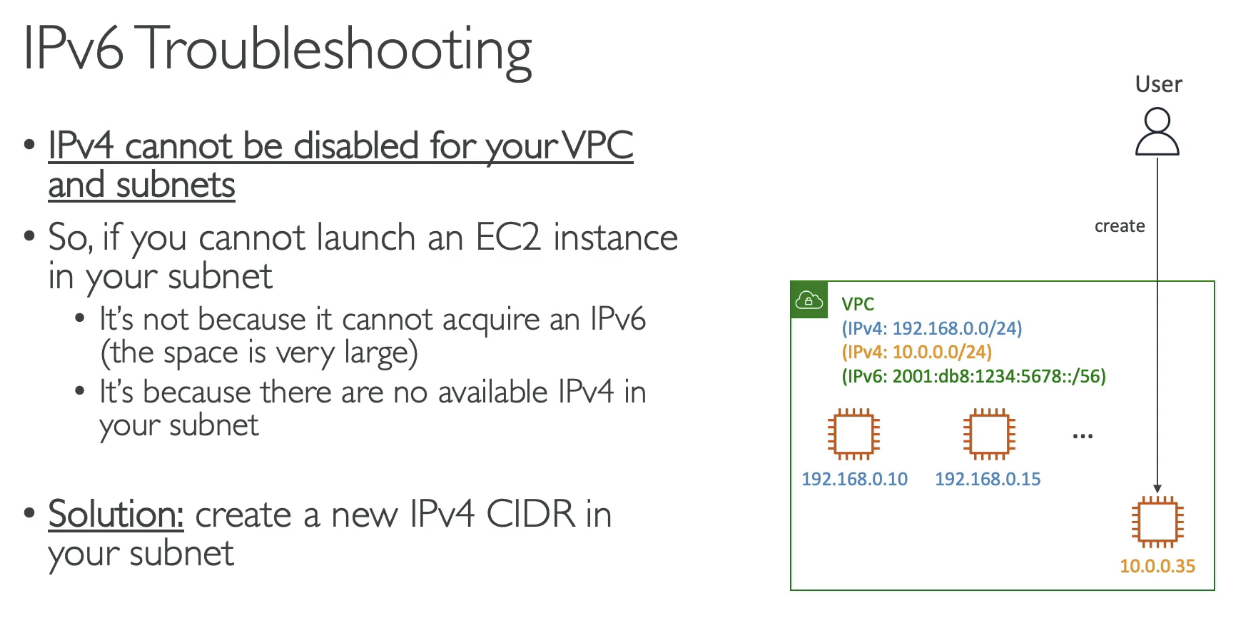 IPv6 Troubleshooting
• IPv4 cannot be disabled for your VPC
and subnets
• So, if you cannot launch an EC2 instance
in your subnet
• It's not because it cannot acquire an IPv6
(the space is very large)
• It's because there are no available IPv4 in
your subnet
• Solution: create a new IPv4 CIDR in
your subnet
User
create
VPC
(IPv4: 192.168.0.0/24)
(IPv4: 10.0.0.0/24)
(IPv6: 2001:db8:1234:5678::/56)
...
192.168.0.10
192.168.0.15
10.0.0.35